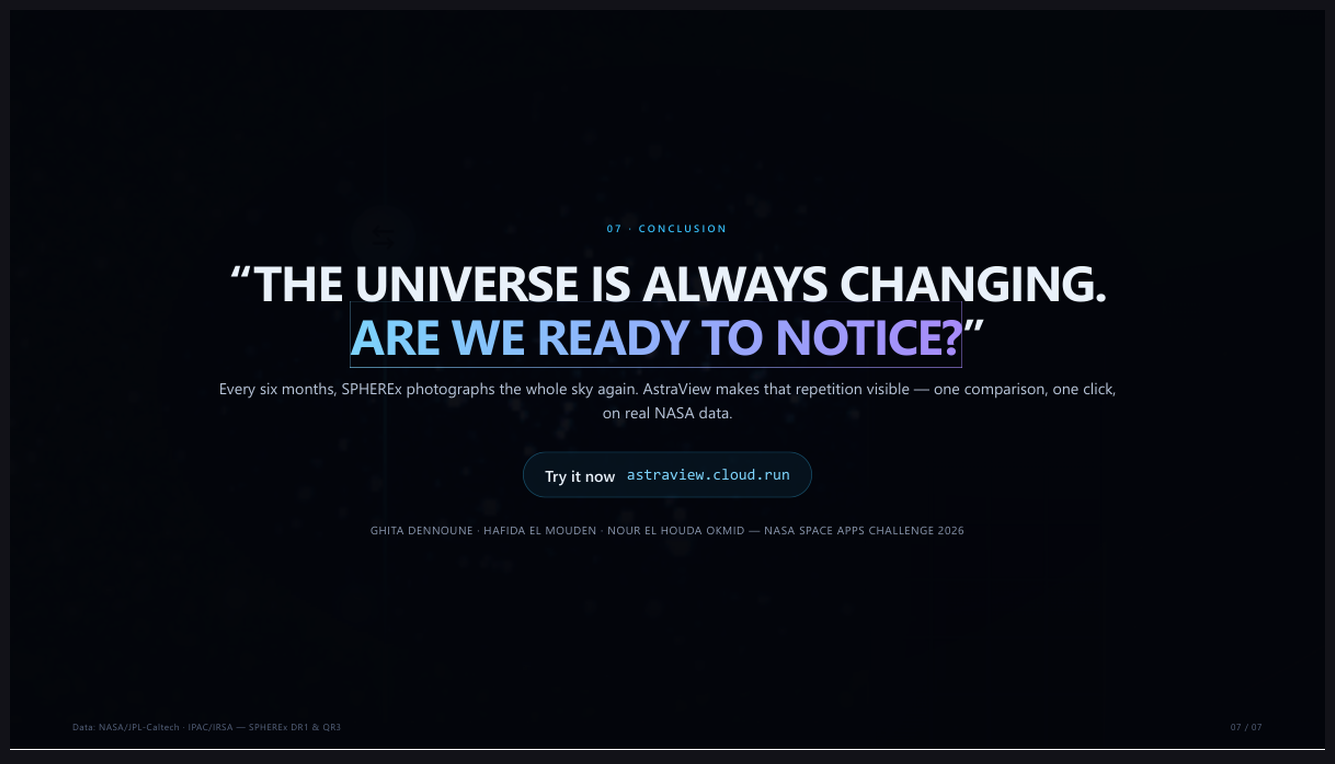 07 · CONCLUSION
“THE UNIVERSE IS ALWAYS CHANGING.
ARE WE READY TO NOTICE?”
Every six months, SPHEREx photographs the whole sky again. AstraView makes that repetition visible — one comparison, one click,
on real NASA data.
Try it now astraview.cloud.run
GHITA DENNOUNE · HAFIDA EL MOUDEN · NOUR EL HOUDA OKMID — NASA SPACE APPS CHALLENGE 2026
Data: NASA/JPL-Caltech · IPAC/IRSA — SPHEREx DR1 & QR3
07 / 07